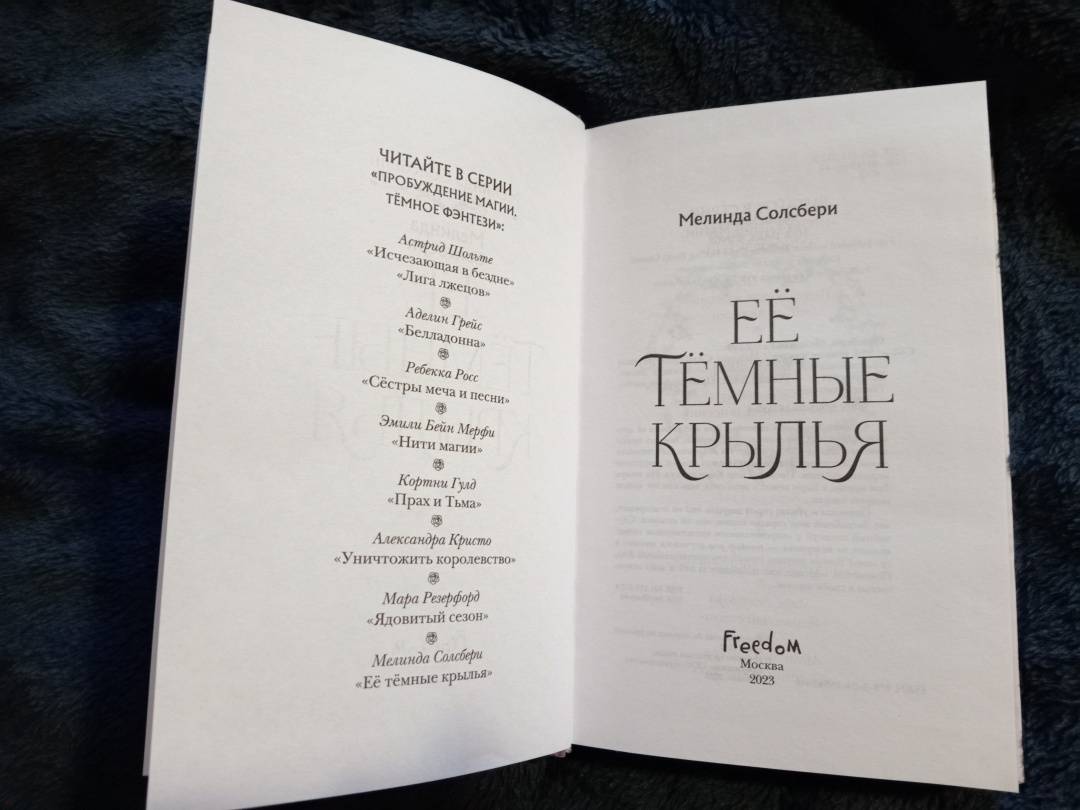 ЧИТАЙТЕ В СЕРИИ
«ПРОБУЖДЕНИЕ МАГИИ.
ТЁМНОЕ ФЭНТЕЗИ»:
Астрид Шольте
«Исчезающая в бездне»
«Лига лжецов»
Аделин Грейс
«Белладонна»
Ребекка Росс
«Сёстры меча и песни»
Эмили Бейн Мерфи
«Нити магии»
Кортни Гулд
«Прах и Тьма»
Александра Кристо
«Уничтожить королевство»
Мара Резерфорд
«Ядовитый сезон»
Мелинда Солсбери
«Её тёмные крылья»
Мелинда Солсбери
ЕЁ
ТЁМНЫЕ
КРЫЛЬЯ
Freedom
Москва
2023